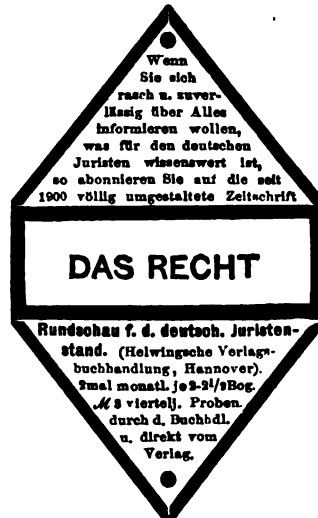 Wenn
Sie sich
rasch u. zuver-
lässig über Alles
informieren wollen,
was für den deutschen
Juristen wissenswert ist,
so abonnieren Sie auf die seit
1900 völlig umgestaltete Zeitschrift
DAS RECHT
Rundschau f. d. deutsch. Juristen-
stand. (Helwingsche Verlags-
buchhandlung, Hannover).
2mal monatl. je 2-2½ Bog.
M 3 viertelj. Proben
durch d. Buchhdl.
u. direkt vom
Verlag.